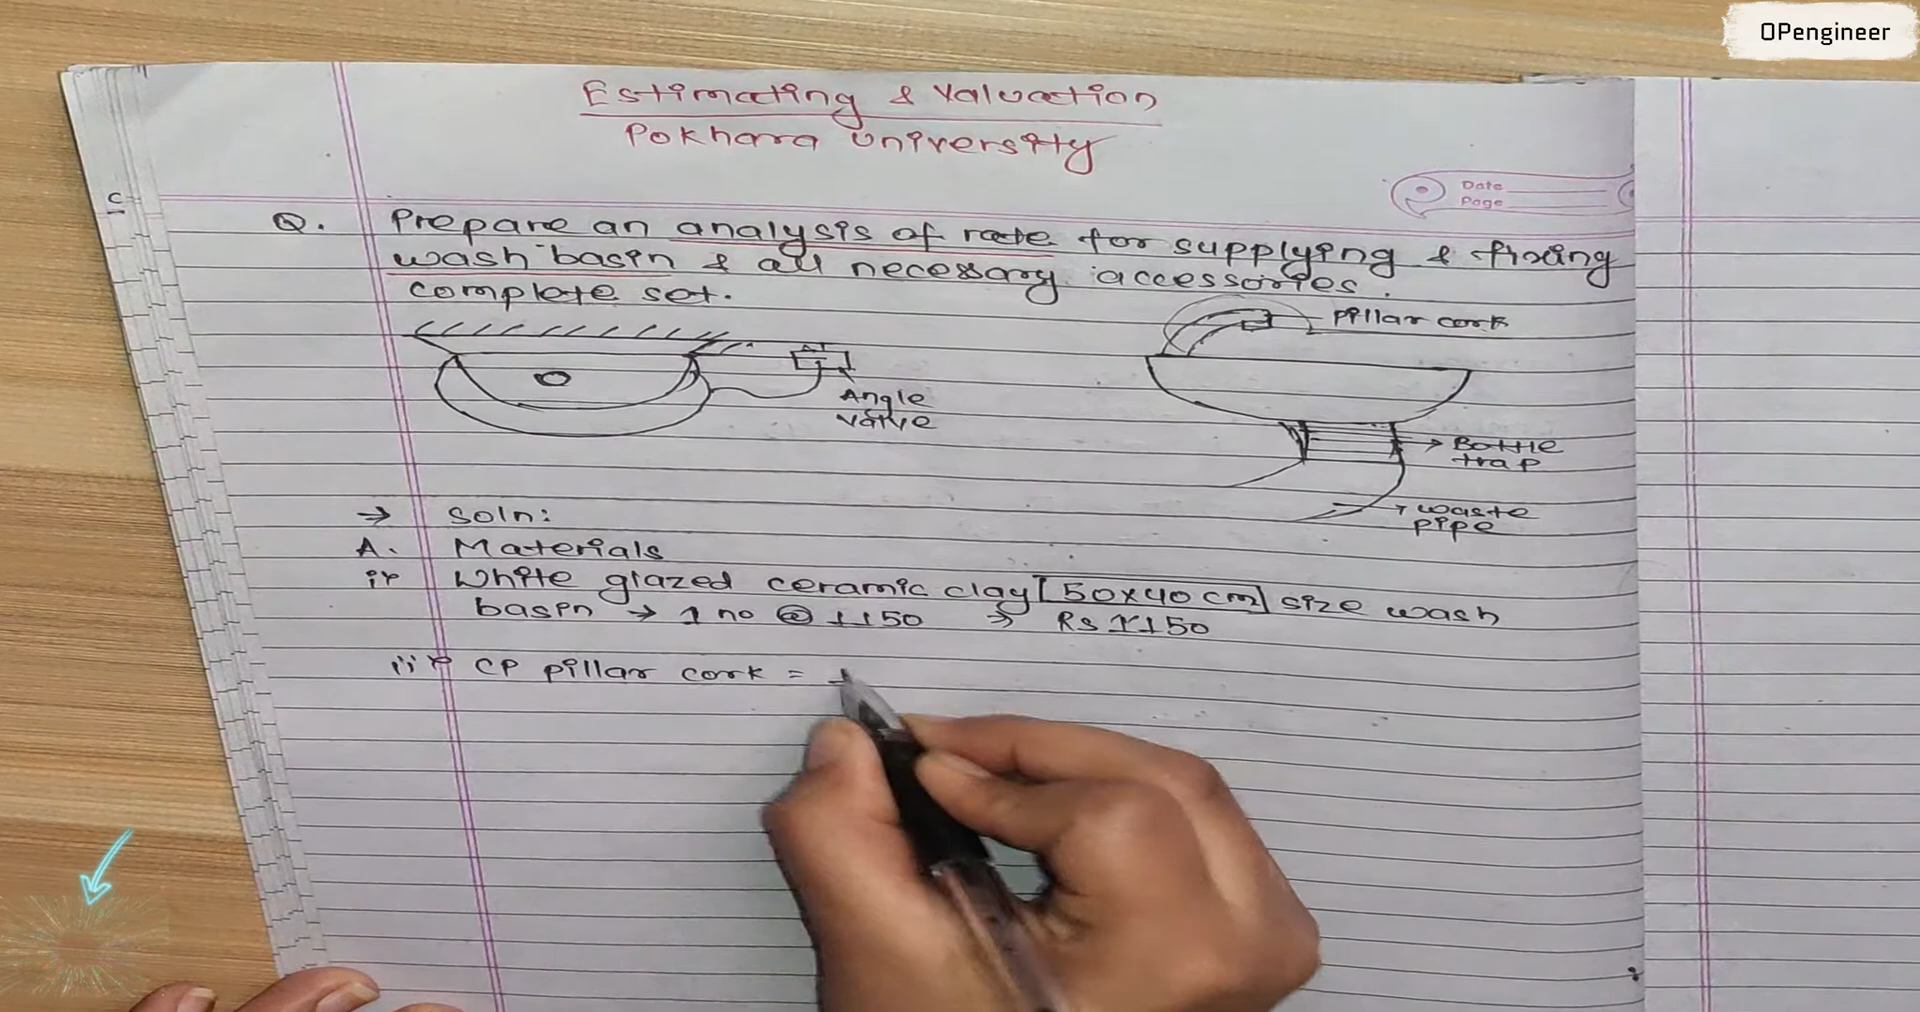 OPengineer
Estimating & Valuation
Pokhara University
Date
Page
c
Q. Prepare an analysis of rate for supplying & fixing
wash basin & all necessary accessories.
complete set.
pillar cork
Angle
valve
Bottle
trap
waste
pipe
→ Soln:
A. Materials
i> White glazed ceramic clay [50x40 cm] size wash
basin → 1 no @ 1150 → Rs 1150
ii> CP pillar cork =